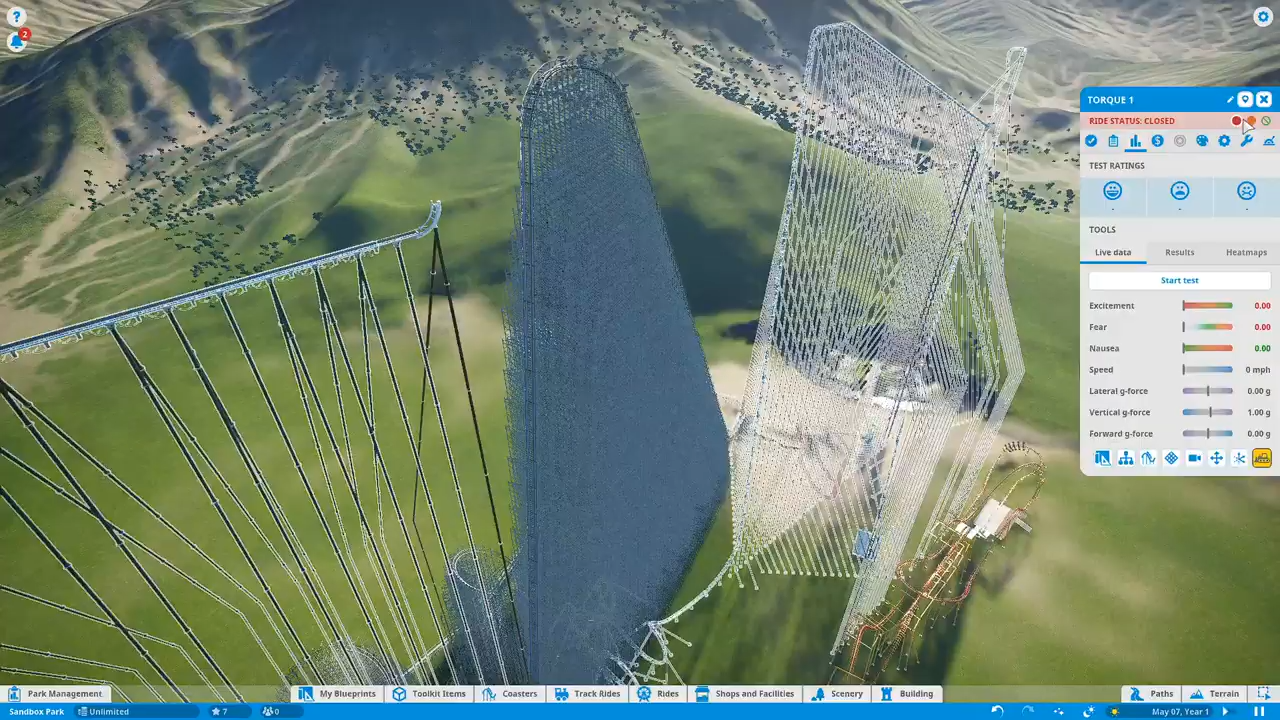 ?
2
TORQUE 1
RIDE STATUS: CLOSED
TEST RATINGS
- - -
TOOLS
Live data Results Heatmaps
Start test
Excitement 0.00
Fear 0.00
Nausea 0.00
Speed 0 mph
Lateral g-force 0.00 g
Vertical g-force 1.00 g
Forward g-force 0.00 g
Park Management My Blueprints Toolkit Items Coasters Track Rides Rides Shops and Facilities Scenery Building Paths Terrain
Sandbox Park Unlimited 7 0 May 07, Year 1